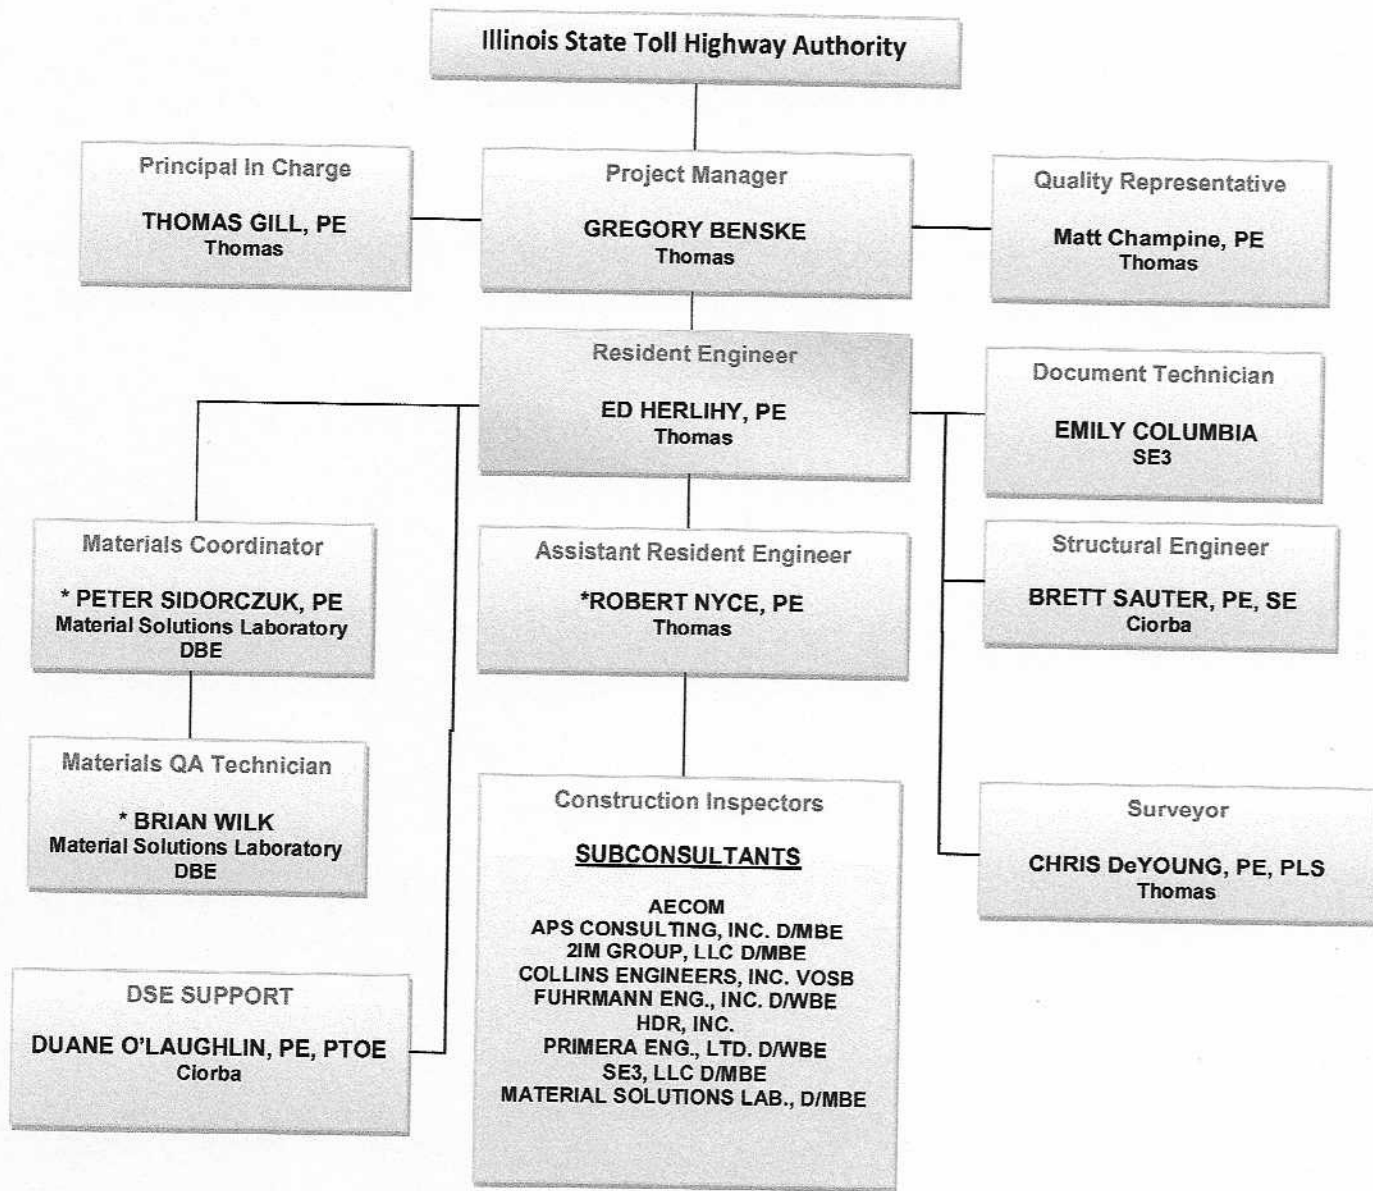 Illinois State Toll Highway Authority
Principal In Charge
THOMAS GILL, PE
Thomas
Project Manager
GREGORY BENSKE
Thomas
Quality Representative
Matt Champine, PE
Thomas
Resident Engineer
ED HERLIHY, PE
Thomas
Document Technician
EMILY COLUMBIA
SE3
Materials Coordinator
* PETER SIDORCZUK, PE
Material Solutions Laboratory
DBE
Assistant Resident Engineer
*ROBERT NYCE, PE
Thomas
Structural Engineer
BRETT SAUTER, PE, SE
Ciorba
Materials QA Technician
* BRIAN WILK
Material Solutions Laboratory
DBE
Construction Inspectors
SUBCONSULTANTS
AECOM
APS CONSULTING, INC. D/MBE
2IM GROUP, LLC D/MBE
COLLINS ENGINEERS, INC. VOSB
FUHRMANN ENG., INC. D/WBE
HDR, INC.
PRIMERA ENG., LTD. D/WBE
SE3, LLC D/MBE
MATERIAL SOLUTIONS LAB., D/MBE
Surveyor
CHRIS DeYOUNG, PE, PLS
Thomas
DSE SUPPORT
DUANE O'LAUGHLIN, PE, PTOE
Ciorba